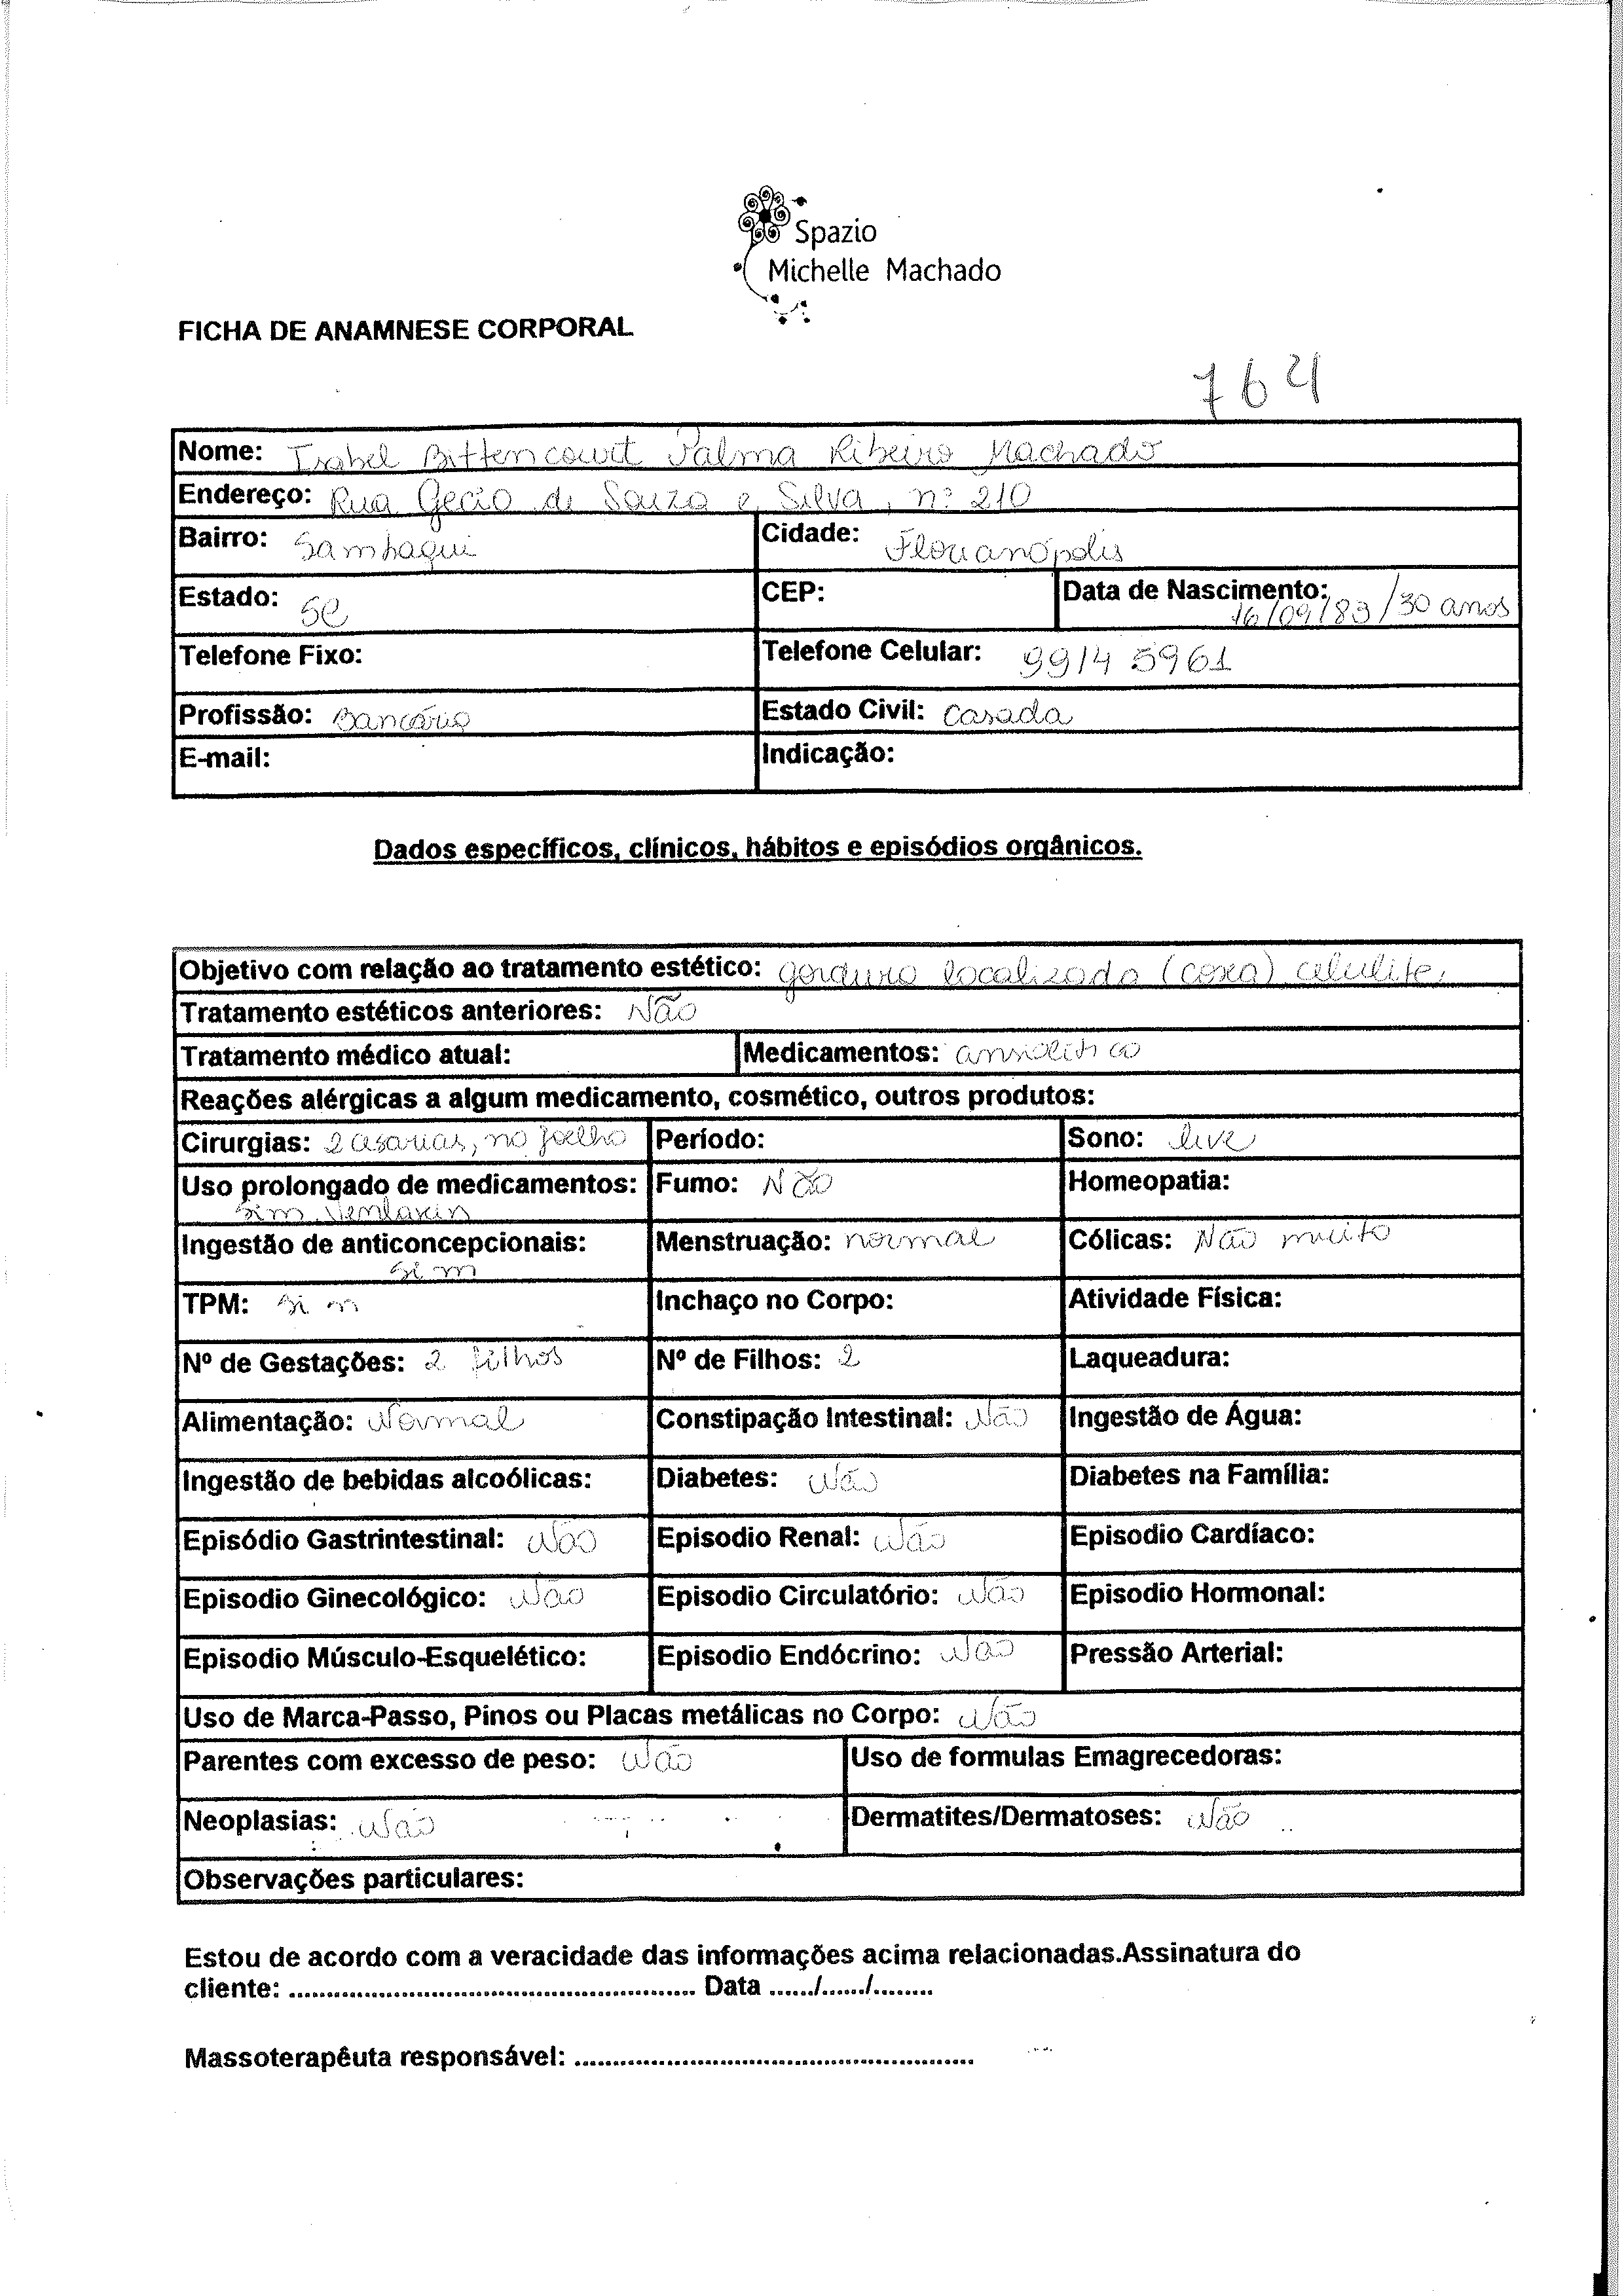 Spazio
Michelle Machado
FICHA DE ANAMNESE CORPORAL
764
Nome: Isabel Bittencourt Palma Ribeiro Machado
Endereço: Rua Gecio de Souza e Silva, nº 210
Bairro: Sambaqui Cidade: Florianópolis
Estado: SC CEP: Data de Nascimento: 16/09/83 / 30 anos
Telefone Fixo: Telefone Celular: 9914 5961
Profissão: Bancária Estado Civil: Casada
E-mail: Indicação:
Dados específicos, clínicos, hábitos e episódios orgânicos.
Objetivo com relação ao tratamento estético: gordura localizada (coxa) celulite,
Tratamento estéticos anteriores: Não
Tratamento médico atual: Medicamentos:
Reações alérgicas a algum medicamento, cosmético, outros produtos:
Cirurgias: 2 cesarias, no joelho Período: Sono: leve
Uso prolongado de medicamentos: Fumo: Não Homeopatia:
Sim, Venlaxin
Ingestão de anticoncepcionais: Menstruação: normal Cólicas: Não muito
Sim
TPM: Sim Inchaço no Corpo: Atividade Física:
Nº de Gestações: 2 filhos Nº de Filhos: 2 Laqueadura:
Alimentação: Normal Constipação Intestinal: Não Ingestão de Água:
Ingestão de bebidas alcoólicas: Diabetes: Não Diabetes na Família:
Episódio Gastrintestinal: Não Episodio Renal: Não Episodio Cardíaco:
Episodio Ginecológico: Não Episodio Circulatório: Não Episodio Hormonal:
Episodio Músculo-Esquelético: Episodio Endócrino: Não Pressão Arterial:
Uso de Marca-Passo, Pinos ou Placas metálicas no Corpo: Não
Parentes com excesso de peso: Não Uso de formulas Emagrecedoras:
Neoplasias: Não Dermatites/Dermatoses: Não
Observações particulares:
Estou de acordo com a veracidade das informações acima relacionadas.Assinatura do
cliente: ..................................................... Data ....../....../........
Massoterapêuta responsável: ....................................................